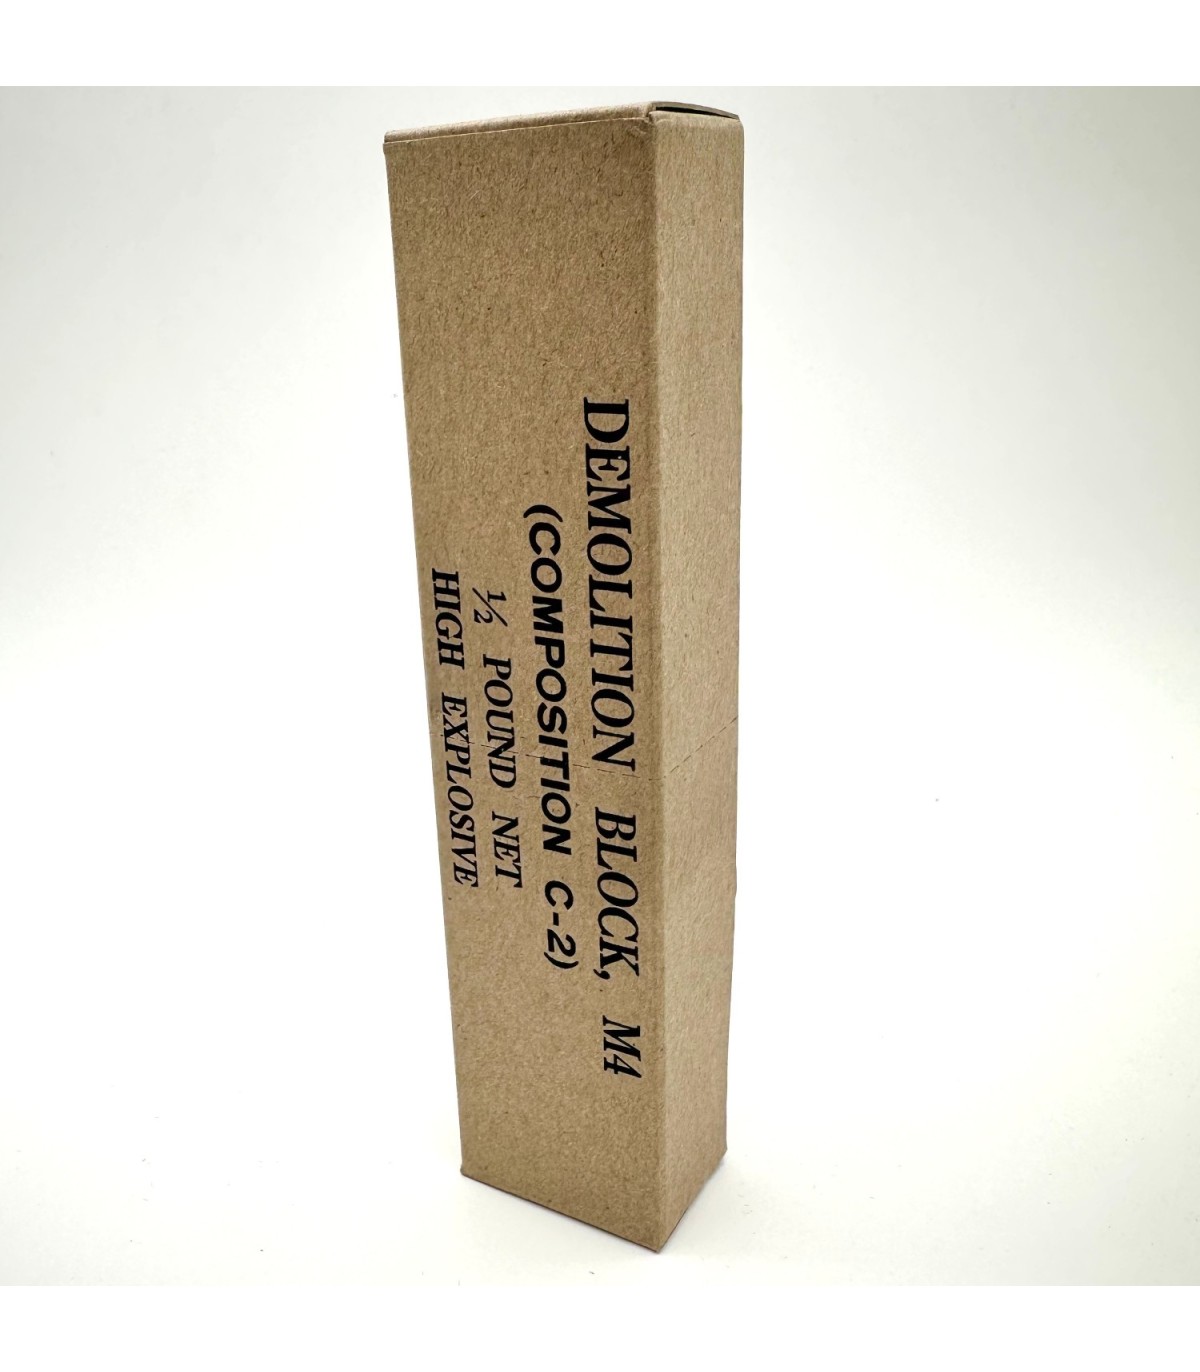 DEMOLITION BLOCK, M4
(COMPOSITION C-2)
½ POUND NET
HIGH EXPLOSIVE